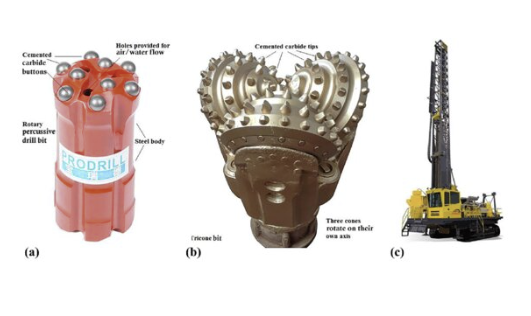 Cemented
carbide
buttons
Holes provided for
air/water flow
Rotary
percussive
drill bit
Steel body
PRODRILL
(a)
Cemented carbide tips
Tricone bit
Three cones
rotate on their
own axis
(b)
(c)